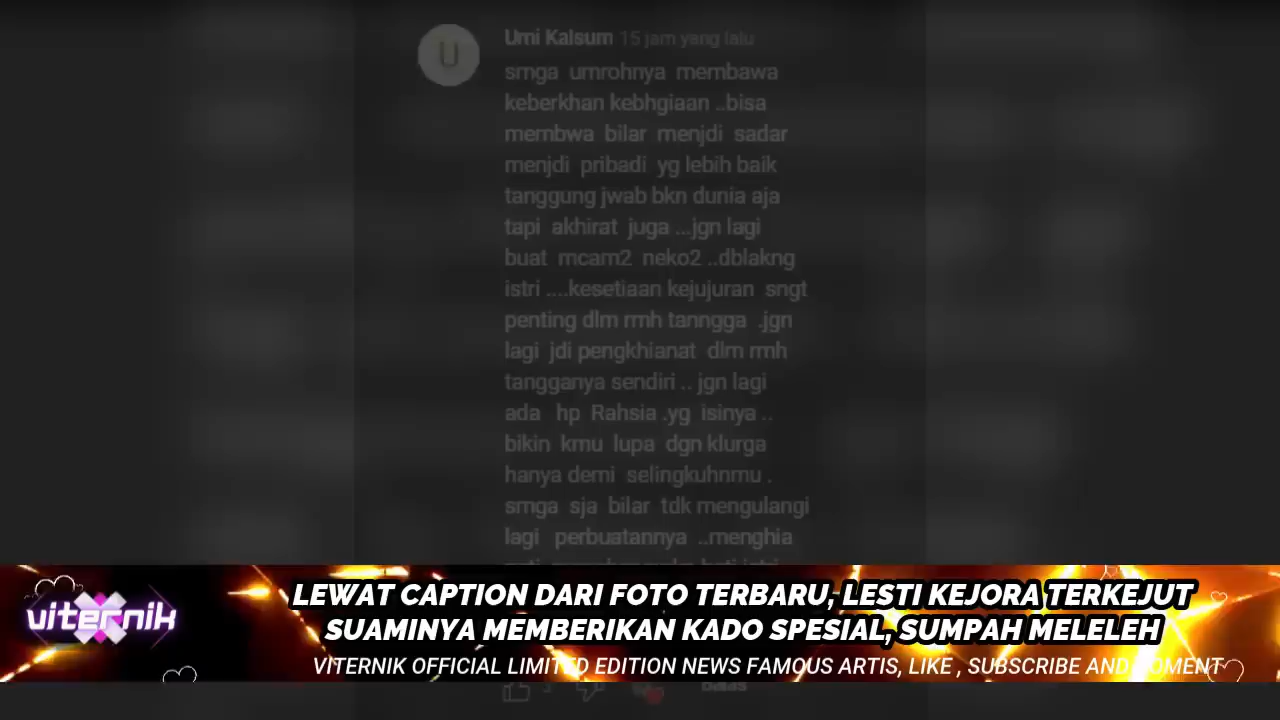 U
Umi Kalsum 15 jam yang lalu
smga umrohnya membawa
keberkhan kebhgiaan ..bisa
membwa bilar menjdi sadar
menjdi pribadi yg lebih baik
tanggung jwab bkn dunia aja
tapi akhirat juga ...jgn lagi
buat mcam2 neko2 ..dblakng
istri ....kesetiaan kejujuran sngt
penting dlm rmh tanngga .jgn
lagi jdi pengkhianat dlm rmh
tangganya sendiri .. jgn lagi
ada hp Rahsia .yg isinya ..
bikin kmu lupa dgn klurga
hanya demi selingkuhnmu .
smga sja bilar tdk mengulangi
lagi perbuatannya ..menghia
viternik
LEWAT CAPTION DARI FOTO TERBARU, LESTI KEJORA TERKEJUT
SUAMINYA MEMBERIKAN KADO SPESIAL, SUMPAH MELELEH
VITERNIK OFFICIAL LIMITED EDITION NEWS FAMOUS ARTIS, LIKE , SUBSCRIBE AND COMENT
3
Balas